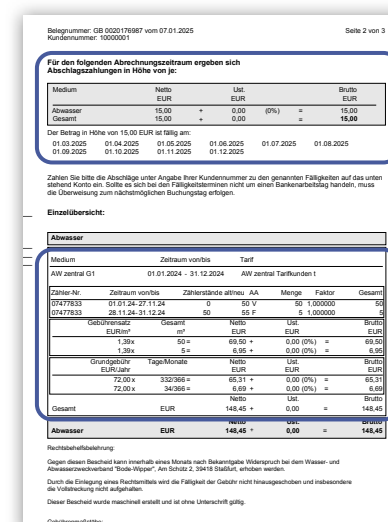 Belegnummer: GB 0020176987 vom 07.01.2025 Seite 2 von 3
Kundennummer: 10000001
Für den folgenden Abrechnungszeitraum ergeben sich
Abschlagszahlungen in Höhe von je:
Medium Netto Ust. Brutto
EUR EUR EUR
Abwasser 15,00 + 0,00 (0%) = 15,00
Gesamt 15,00 + 0,00 = 15,00
Der Betrag in Höhe von 15,00 EUR ist fällig am:
01.03.2025 01.04.2025 01.05.2025 01.06.2025 01.07.2025 01.08.2025
01.09.2025 01.10.2025 01.11.2025 01.12.2025
Zahlen Sie bitte die Abschläge unter Angabe Ihrer Kundennummer zu den genannten Fälligkeiten auf das unten
stehend Konto ein. Sollte es sich bei den Fälligkeitsterminen nicht um einen Bankenarbeitstag handeln, muss
die Überweisung zum nächstmöglichen Buchungstag erfolgen.
Einzelübersicht:
Abwasser
Medium Zeitraum von/bis Tarif
AW zentral G1 01.01.2024 - 31.12.2024 AW zentral Tarifkunden t
Zähler-Nr. Zeitraum von/bis Zählerstände alt/neu AA Menge Faktor Gesamt
07477833 01.01.24-27.11.24 0 50 V 50 1,000000 50
07477833 28.11.24-31.12.24 50 55 F 5 1,000000 5
Gebührensatz Gesamt Netto Ust. Brutto
EUR/m³ m³ EUR EUR EUR
1,39x 50 = 69,50 + 0,00 (0%) = 69,50
1,39x 5 = 6,95 + 0,00 (0%) = 6,95
Grundgebühr Tage/Monate Netto Ust. Brutto
EUR/Jahr EUR EUR EUR
72,00 x 332/366 = 65,31 + 0,00 (0%) = 65,31
72,00 x 34/366 = 6,69 + 0,00 (0%) = 6,69
Netto Ust. Brutto
Gesamt EUR 148,45 + 0,00 = 148,45
Netto Ust. Brutto
Abwasser EUR 148,45 + 0,00 = 148,45
Rechtsbehelfsbelehrung:
Gegen diesen Bescheid kann innerhalb eines Monats nach Bekanntgabe Widerspruch bei dem Wasser- und
Abwasserzweckverband "Bode-Wipper", Am Schütz 2, 39418 Staßfurt, erhoben werden.
Durch die Einlegung eines Rechtsmittels wird die Fälligkeit der Gebühr nicht hinausgeschoben und insbesondere
die Vollstreckung nicht aufgehalten.
Dieser Bescheid wurde maschinell erstellt und ist ohne Unterschrift gültig.